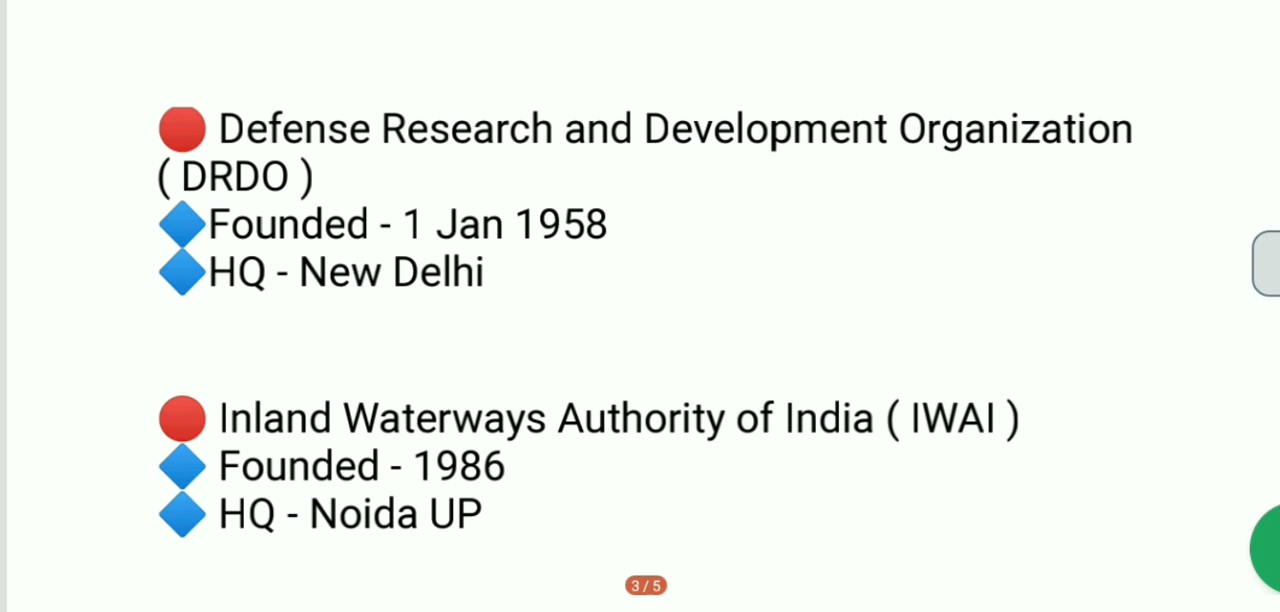 🔴 Defense Research and Development Organization
( DRDO )
🔷Founded - 1 Jan 1958
🔷HQ - New Delhi
🔴 Inland Waterways Authority of India ( IWAI )
🔷 Founded - 1986
🔷 HQ - Noida UP
3 / 5